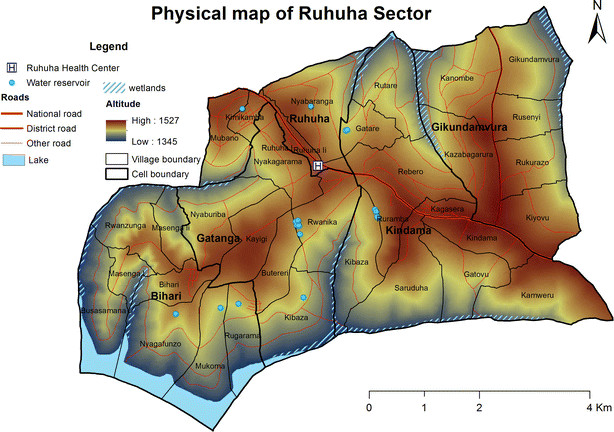 Physical map of Ruhuha Sector
N
Legend
H Ruhuha Health Center
Water reservoir
wetlands
Roads
Altitude
National road
High : 1527
District road
Low : 1345
Other road
Village boundary
Lake
Cell boundary
Gikundamvura
Kanombe
Rutare
Nyabaranga
Kimikamba
Ruhuha
Rusenyi
Gatare
Gikundamvura
Mubano
Ruhuha I
Ruhuha II
Kazabagarura
Nyakagarama
H
Rukurazo
Rebero
Nyaburiba
Kagasera
Rwanzunga
Masenga II
Rwanika
Ruramba
Kiyovu
Gatanga
Kayigi
Kindama
Kindama
Masenga I
Buteren
Kibaza
Gatovu
Bihari
Bihari
Saruduha
Kamweru
Busasamana
Kibaza
Nyagafunzo
Rugarama
Mukoma
0 1 2 4 Km